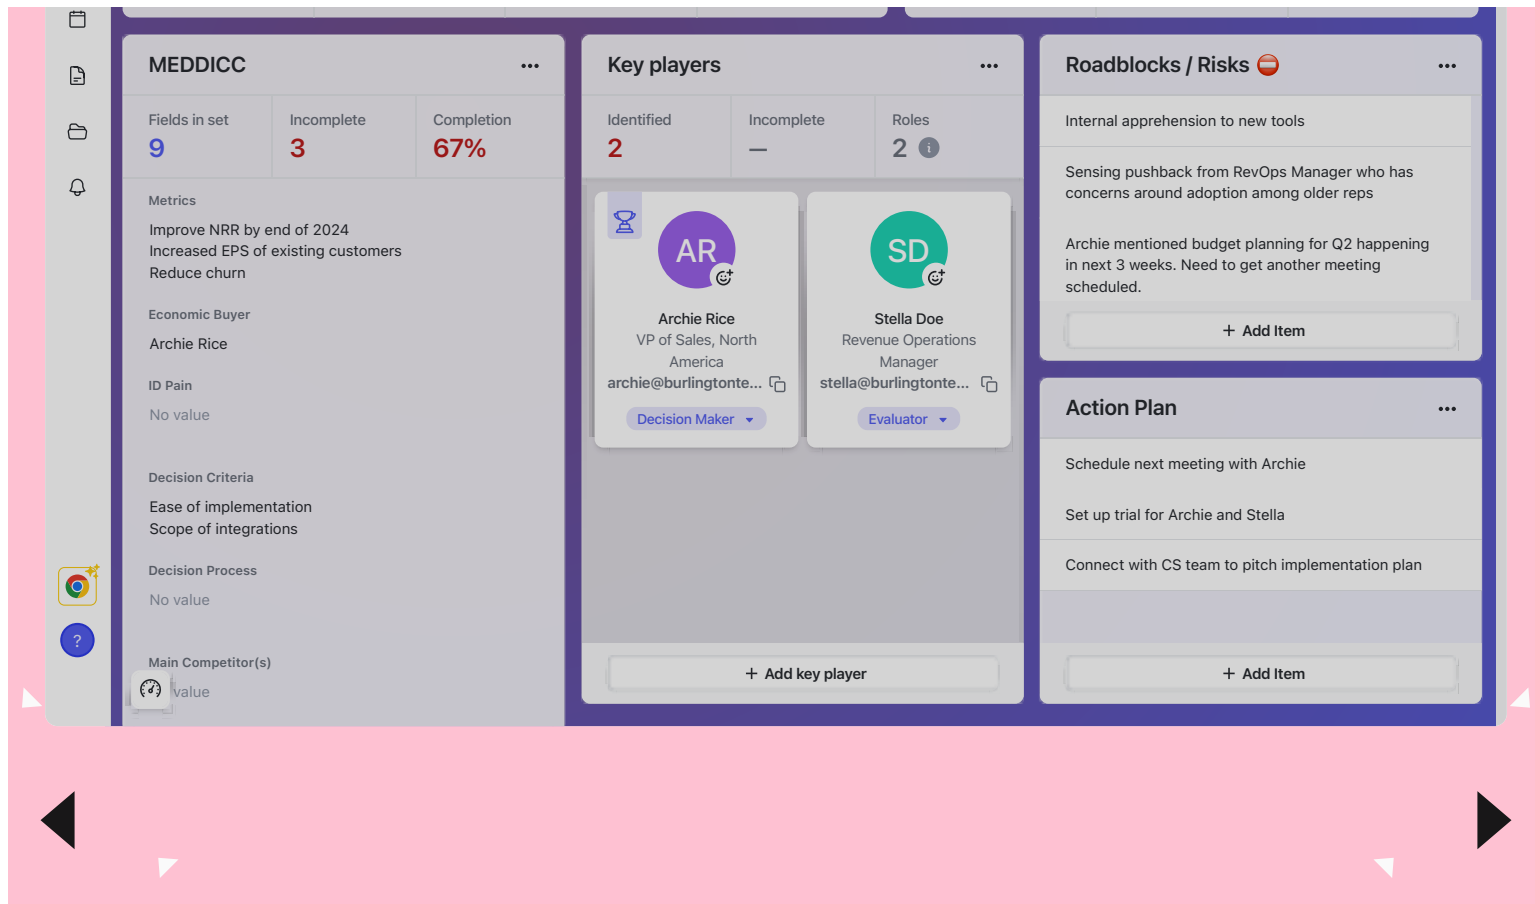 MEDDICC
Fields in set
Incomplete
Completion
9
3
67%
Metrics
Improve NRR by end of 2024
Increased EPS of existing customers
Reduce churn
Economic Buyer
Archie Rice
ID Pain
No value
Decision Criteria
Ease of implementation
Scope of integrations
Decision Process
No value
Main Competitor(s)
value
?
Key players
Identified
Incomplete
Roles
2
—
2
AR
Archie Rice
VP of Sales, North
America
archie@burlingtonte...
Decision Maker
SD
Stella Doe
Revenue Operations
Manager
stella@burlingtonte...
Evaluator
+ Add key player
Roadblocks / Risks ⛔
Internal apprehension to new tools
Sensing pushback from RevOps Manager who has
concerns around adoption among older reps
Archie mentioned budget planning for Q2 happening
in next 3 weeks. Need to get another meeting
scheduled.
+ Add Item
Action Plan
Schedule next meeting with Archie
Set up trial for Archie and Stella
Connect with CS team to pitch implementation plan
+ Add Item